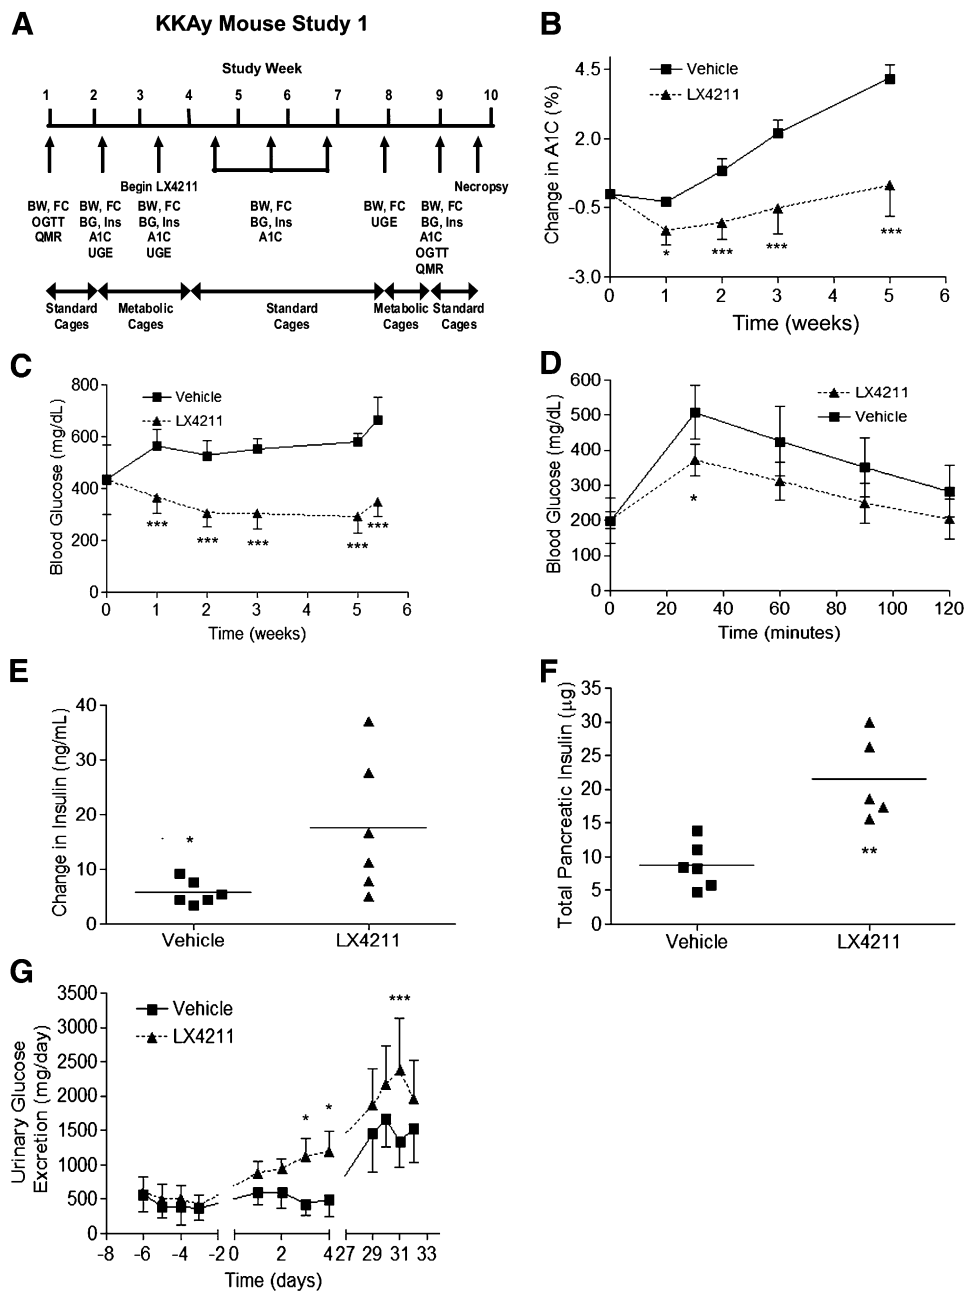 A
KKAy Mouse Study 1
Study Week
1 2 3 4 5 6 7 8 9 10
Begin LX4211
Necropsy
BW, FC
OGTT
QMR
BW, FC
BG, Ins
A1C
UGE
BW, FC
BG, Ins
A1C
UGE
BW, FC
BG, Ins
A1C
BW, FC
UGE
BW, FC
BG, Ins
A1C
OGTT
QMR
Standard
Cages
Metabolic
Cages
Standard
Cages
Metabolic
Cages
Standard
Cages
B
Change in A1C (%)
4.5
2.0
-0.5
-3.0
Vehicle
LX4211
* *** *** ***
0 1 2 3 4 5 6
Time (weeks)
C
Blood Glucose (mg/dL)
800
600
400
200
0
Vehicle
LX4211
*** *** *** *** ***
0 1 2 3 4 5 6
Time (weeks)
D
Blood Glucose (mg/dL)
600
500
400
300
200
100
0
LX4211
Vehicle
*
0 20 40 60 80 100 120
Time (minutes)
E
Change in Insulin (ng/mL)
40
30
20
10
0
*
Vehicle LX4211
F
Total Pancreatic Insulin (µg)
35
30
25
20
15
10
5
0
**
Vehicle LX4211
G
Urinary Glucose
Excretion (mg/day)
3500
3000
2500
2000
1500
1000
500
0
Vehicle
LX4211
* * ***
-8 -6 -4 -2 0 2 4 27 29 31 33
Time (days)